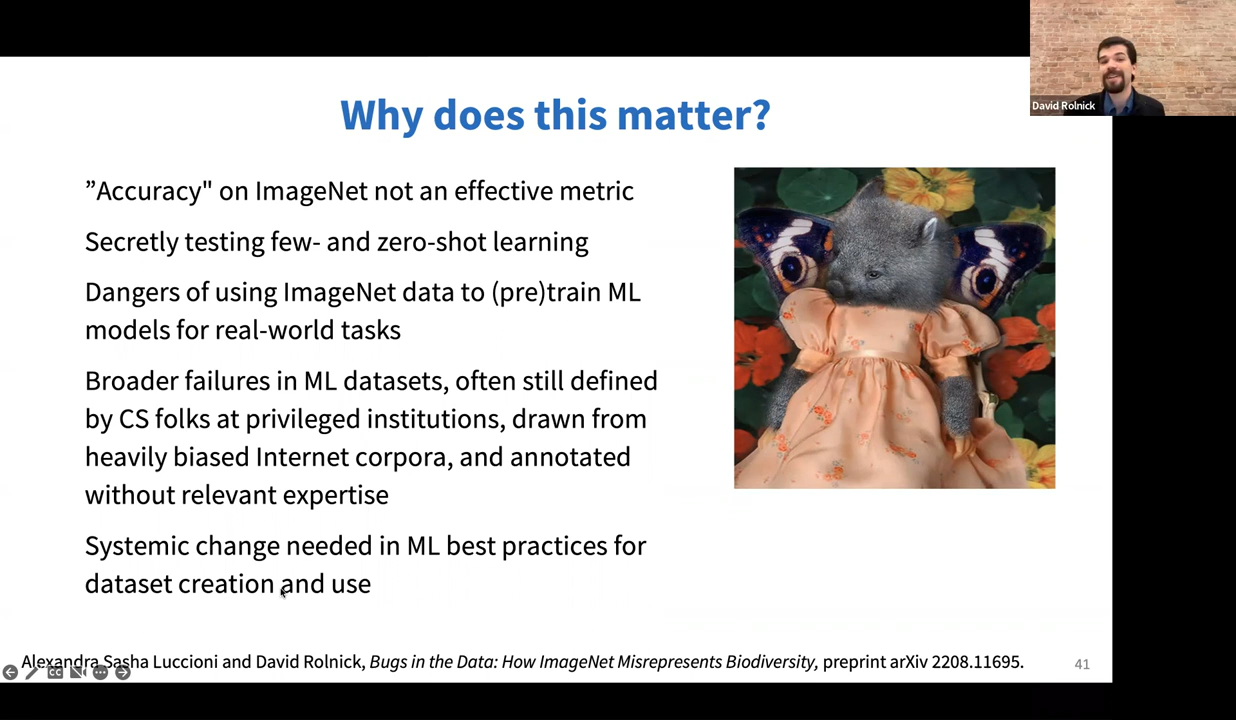 David Rolnick
Why does this matter?
”Accuracy" on ImageNet not an effective metric
Secretly testing few- and zero-shot learning
Dangers of using ImageNet data to (pre)train ML
models for real-world tasks
Broader failures in ML datasets, often still defined
by CS folks at privileged institutions, drawn from
heavily biased Internet corpora, and annotated
without relevant expertise
Systemic change needed in ML best practices for
dataset creation and use
Alexandra Sasha Luccioni and David Rolnick, Bugs in the Data: How ImageNet Misrepresents Biodiversity, preprint arXiv 2208.11695.
41
CC